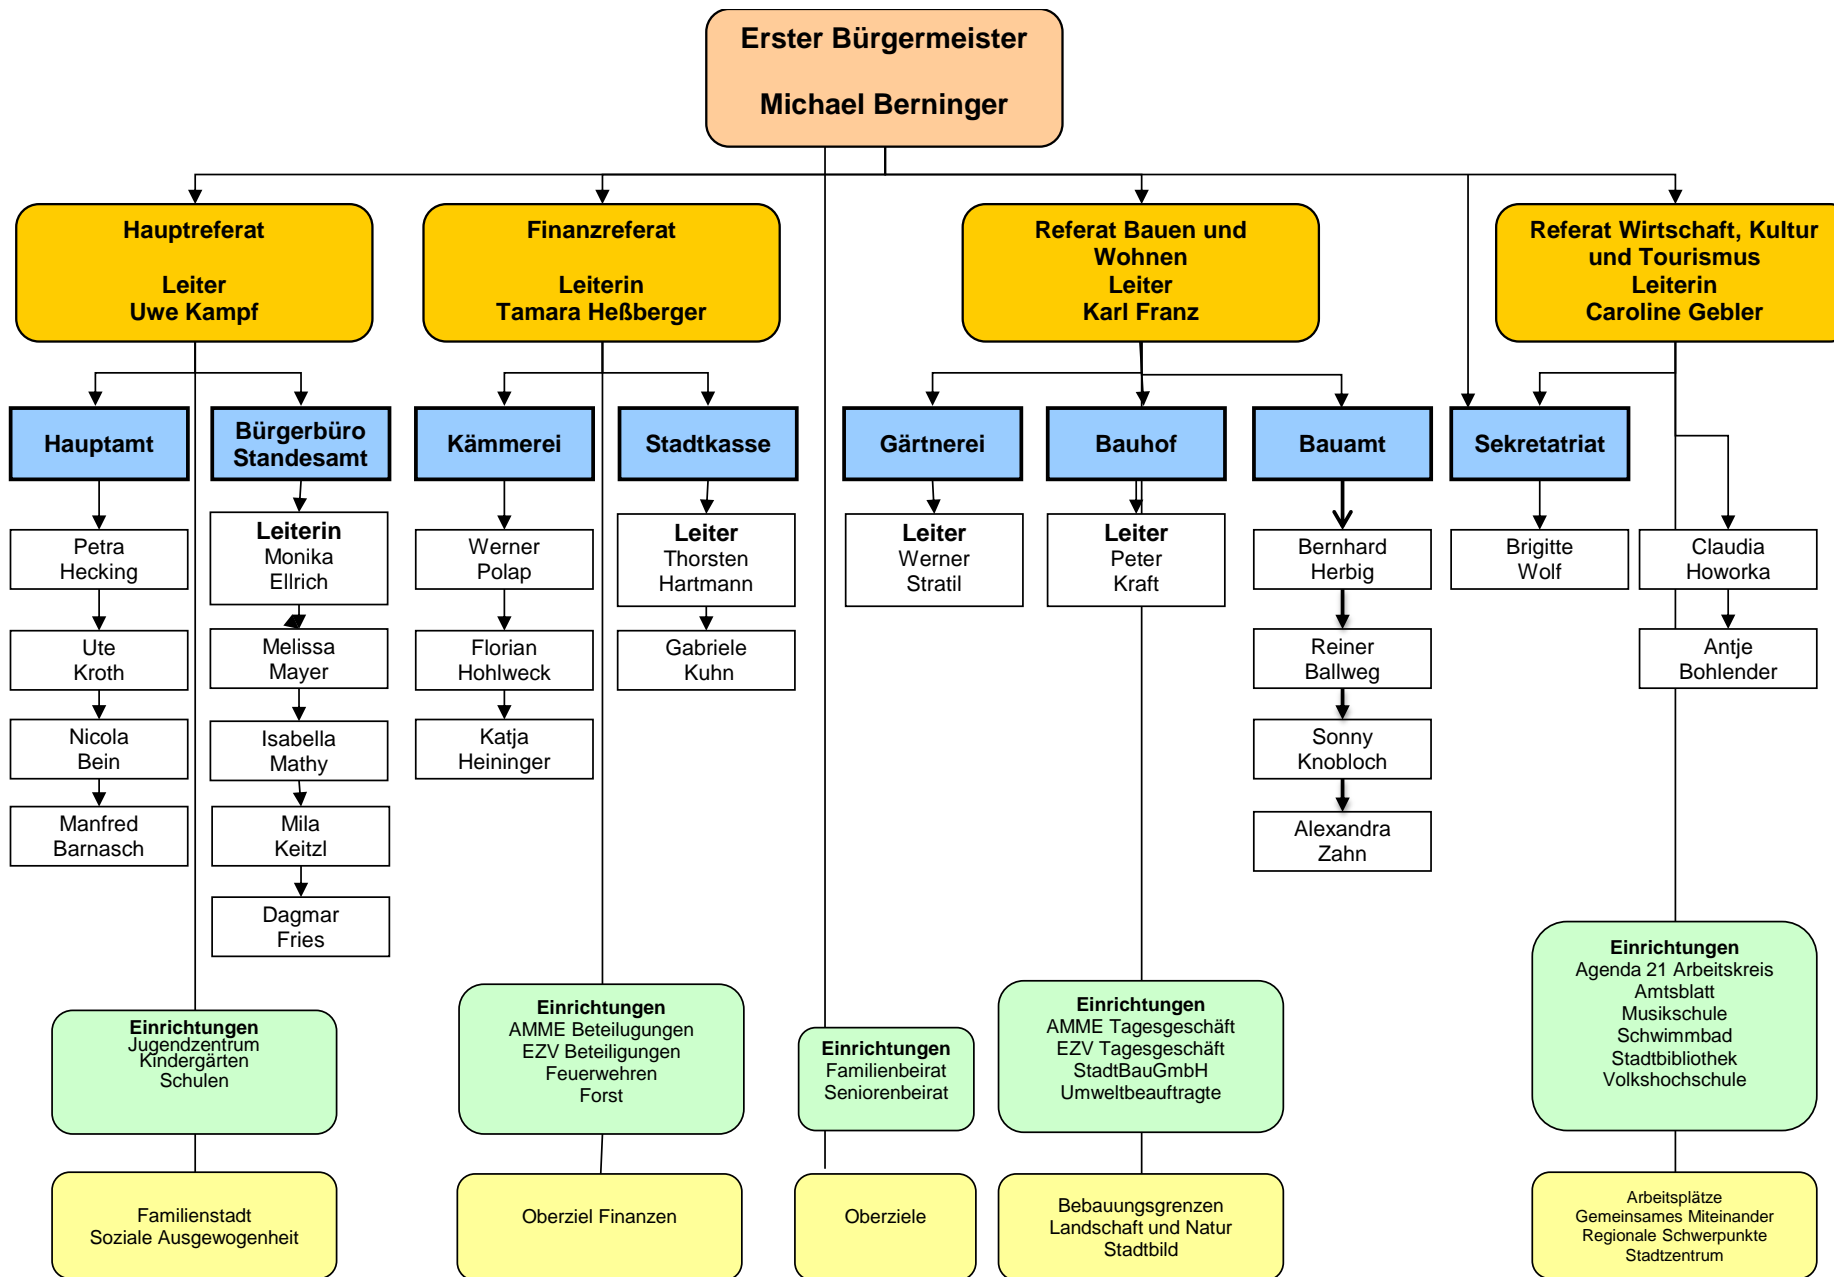 Erster Bürgermeister
Michael Berninger
Hauptreferat
Leiter
Uwe Kampf
Finanzreferat
Leiterin
Tamara Heßberger
Referat Bauen und
Wohnen
Leiter
Karl Franz
Referat Wirtschaft, Kultur
und Tourismus
Leiterin
Caroline Gebler
Hauptamt
Bürgerbüro
Standesamt
Kämmerei
Stadtkasse
Gärtnerei
Bauhof
Bauamt
Sekretatriat
Petra
Hecking
Ute
Kroth
Nicola
Bein
Manfred
Barnasch
Leiterin
Monika
Ellrich
Melissa
Mayer
Isabella
Mathy
Mila
Keitzl
Dagmar
Fries
Werner
Polap
Florian
Hohlweck
Katja
Heininger
Leiter
Thorsten
Hartmann
Gabriele
Kuhn
Leiter
Werner
Stratil
Leiter
Peter
Kraft
Bernhard
Herbig
Reiner
Ballweg
Sonny
Knobloch
Alexandra
Zahn
Brigitte
Wolf
Claudia
Howorka
Antje
Bohlender
Einrichtungen
Jugendzentrum
Kindergärten
Schulen
Einrichtungen
AMME Beteilugungen
EZV Beteiligungen
Feuerwehren
Forst
Einrichtungen
Familienbeirat
Seniorenbeirat
Einrichtungen
AMME Tagesgeschäft
EZV Tagesgeschäft
StadtBauGmbH
Umweltbeauftragte
Einrichtungen
Agenda 21 Arbeitskreis
Amtsblatt
Musikschule
Schwimmbad
Stadtbibliothek
Volkshochschule
Familienstadt
Soziale Ausgewogenheit
Oberziel Finanzen
Oberziele
Bebauungsgrenzen
Landschaft und Natur
Stadtbild
Arbeitsplätze
Gemeinsames Miteinander
Regionale Schwerpunkte
Stadtzentrum